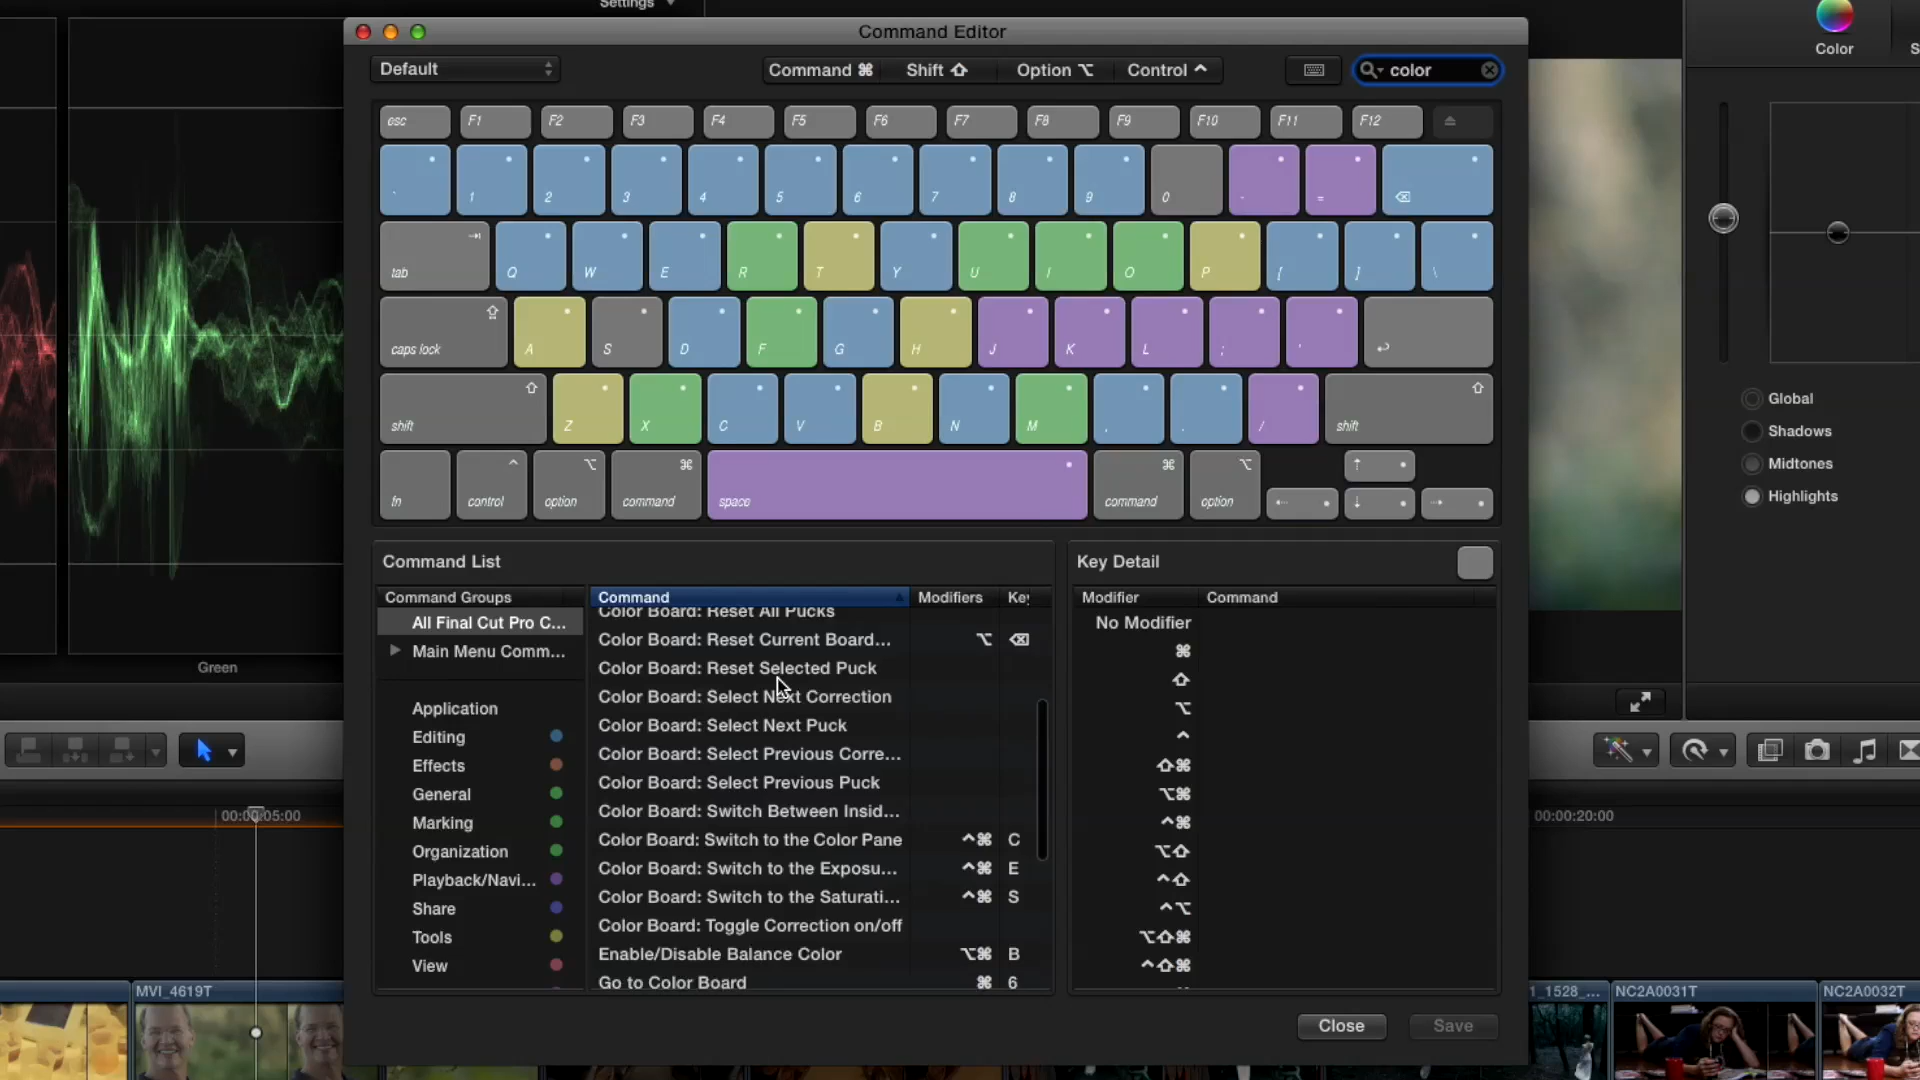 Settings
Command Editor
Default
Command ⌘
Shift ⇧
Option ⌥
Control ^
color
Color
esc F1 F2 F3 F4 F5 F6 F7 F8 F9 F10 F11 F12
` 1 2 3 4 5 6 7 8 9 0 - =
tab Q W E R T Y U I O P [ ] \
caps lock A S D F G H J K L ; '
shift Z X C V B N M , . / shift
fn control option command space command option
Global
Shadows
Midtones
Highlights
Green
Command List
Command Groups
All Final Cut Pro C...
Main Menu Comm...
Application
Editing
Effects
General
Marking
Organization
Playback/Navi...
Share
Tools
View
Command Modifiers Key
Color Board: Reset All Pucks
Color Board: Reset Current Board... ⌥ ⌫
Color Board: Reset Selected Puck
Color Board: Select Next Correction
Color Board: Select Next Puck
Color Board: Select Previous Corre...
Color Board: Select Previous Puck
Color Board: Switch Between Insid...
Color Board: Switch to the Color Pane ^⌘ C
Color Board: Switch to the Exposu... ^⌘ E
Color Board: Switch to the Saturati... ^⌘ S
Color Board: Toggle Correction on/off
Enable/Disable Balance Color ⌥⌘ B
Go to Color Board ⌘ 6
Key Detail
Modifier Command
No Modifier
⌘
⇧
⌥
^
⇧⌘
⌥⌘
^⌘
⌥⇧
^⇧
^⌥
⌥⇧⌘
^⇧⌘
Close
Save
00:00:05:00
00:00:20:00
MVI_4619T
1_1528_...
NC2A0031T
NC2A0032T